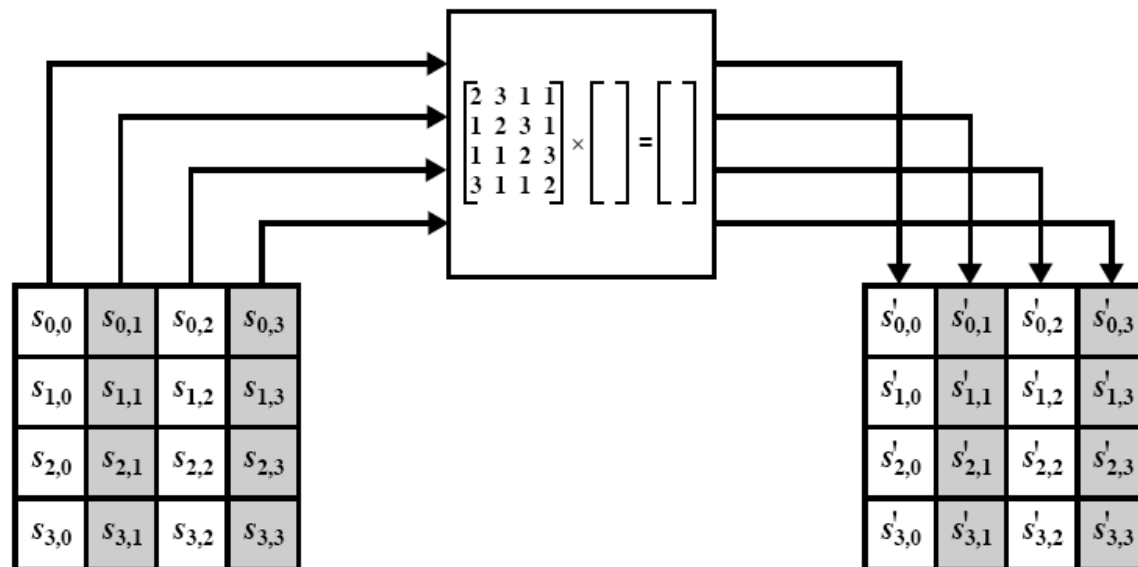 2 3 1 1
1 2 3 1
1 1 2 3
3 1 1 2
× =
s0,0 s0,1 s0,2 s0,3
s1,0 s1,1 s1,2 s1,3
s2,0 s2,1 s2,2 s2,3
s3,0 s3,1 s3,2 s3,3
s'0,0 s'0,1 s'0,2 s'0,3
s'1,0 s'1,1 s'1,2 s'1,3
s'2,0 s'2,1 s'2,2 s'2,3
s'3,0 s'3,1 s'3,2 s'3,3